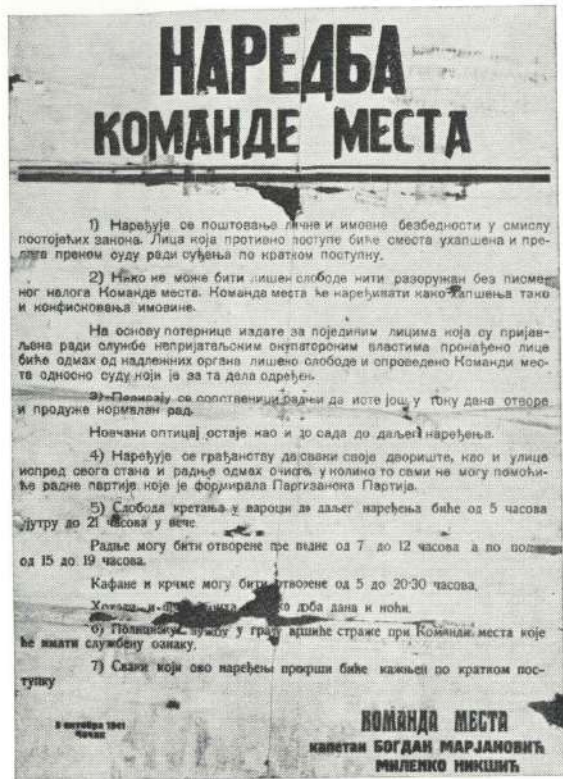 НАРЕДБА
КОМАНДЕ МЕСТА
1) Наређује се поштовање личне и имовне безбедности у смислу
постојећих закона. Лица која противно поступе биће сместа ухапшена и пре-
преком суду ради суђења по кратком поступку.
2) Нико не може бити лишен слободе нити разоружан без писме-
ног налога Команде места. Команда места ће наређивати како хапшења тако
и конфисковања имовине.
На основу потернице издате за појединим лицима која су пријав-
љена ради службе непријатељским окупаторским властима пронађено лице
биће одмах од надлежних органа лишено слободе и спроведено Команди мес-
та односно суду који је за та дела одређен.
3) Позивају се сопственици радњи да исте још у току дана отворе
и продуже нормалан рад.
Новчани оптицај остаје као и до сада до даљег наређења.
4) Наређује се грађанству да сваки своје двориште, као и улице
испред свога стана и радње одмах очисте, уколико то сами не могу помоћи-
ће радне партије које је формирала Партизанска Партија.
5) Слобода кретања у вароши до даљег наређења биће од 5 часова
ујутру до 21 часова у вече.
Радње могу бити отворене пре подне од 7 до 12 часова а по
од 15 до 19 часова.
Кафане и крчме могу бити отворене од 5 до 20·30 часова.
доба дана и ноћи.
6) службу у граду вршиће страже при Команди места које
ће имати службену ознаку.
7) Сваки који ово наређење прекрши биће кажњен по кратком пос-
тупку
октобра 1941
Чачак
КОМАНДА МЕСТА
капетан БОГДАН МАРЈАНОВИЋ
МИЛЕНКО НИКШИЋ